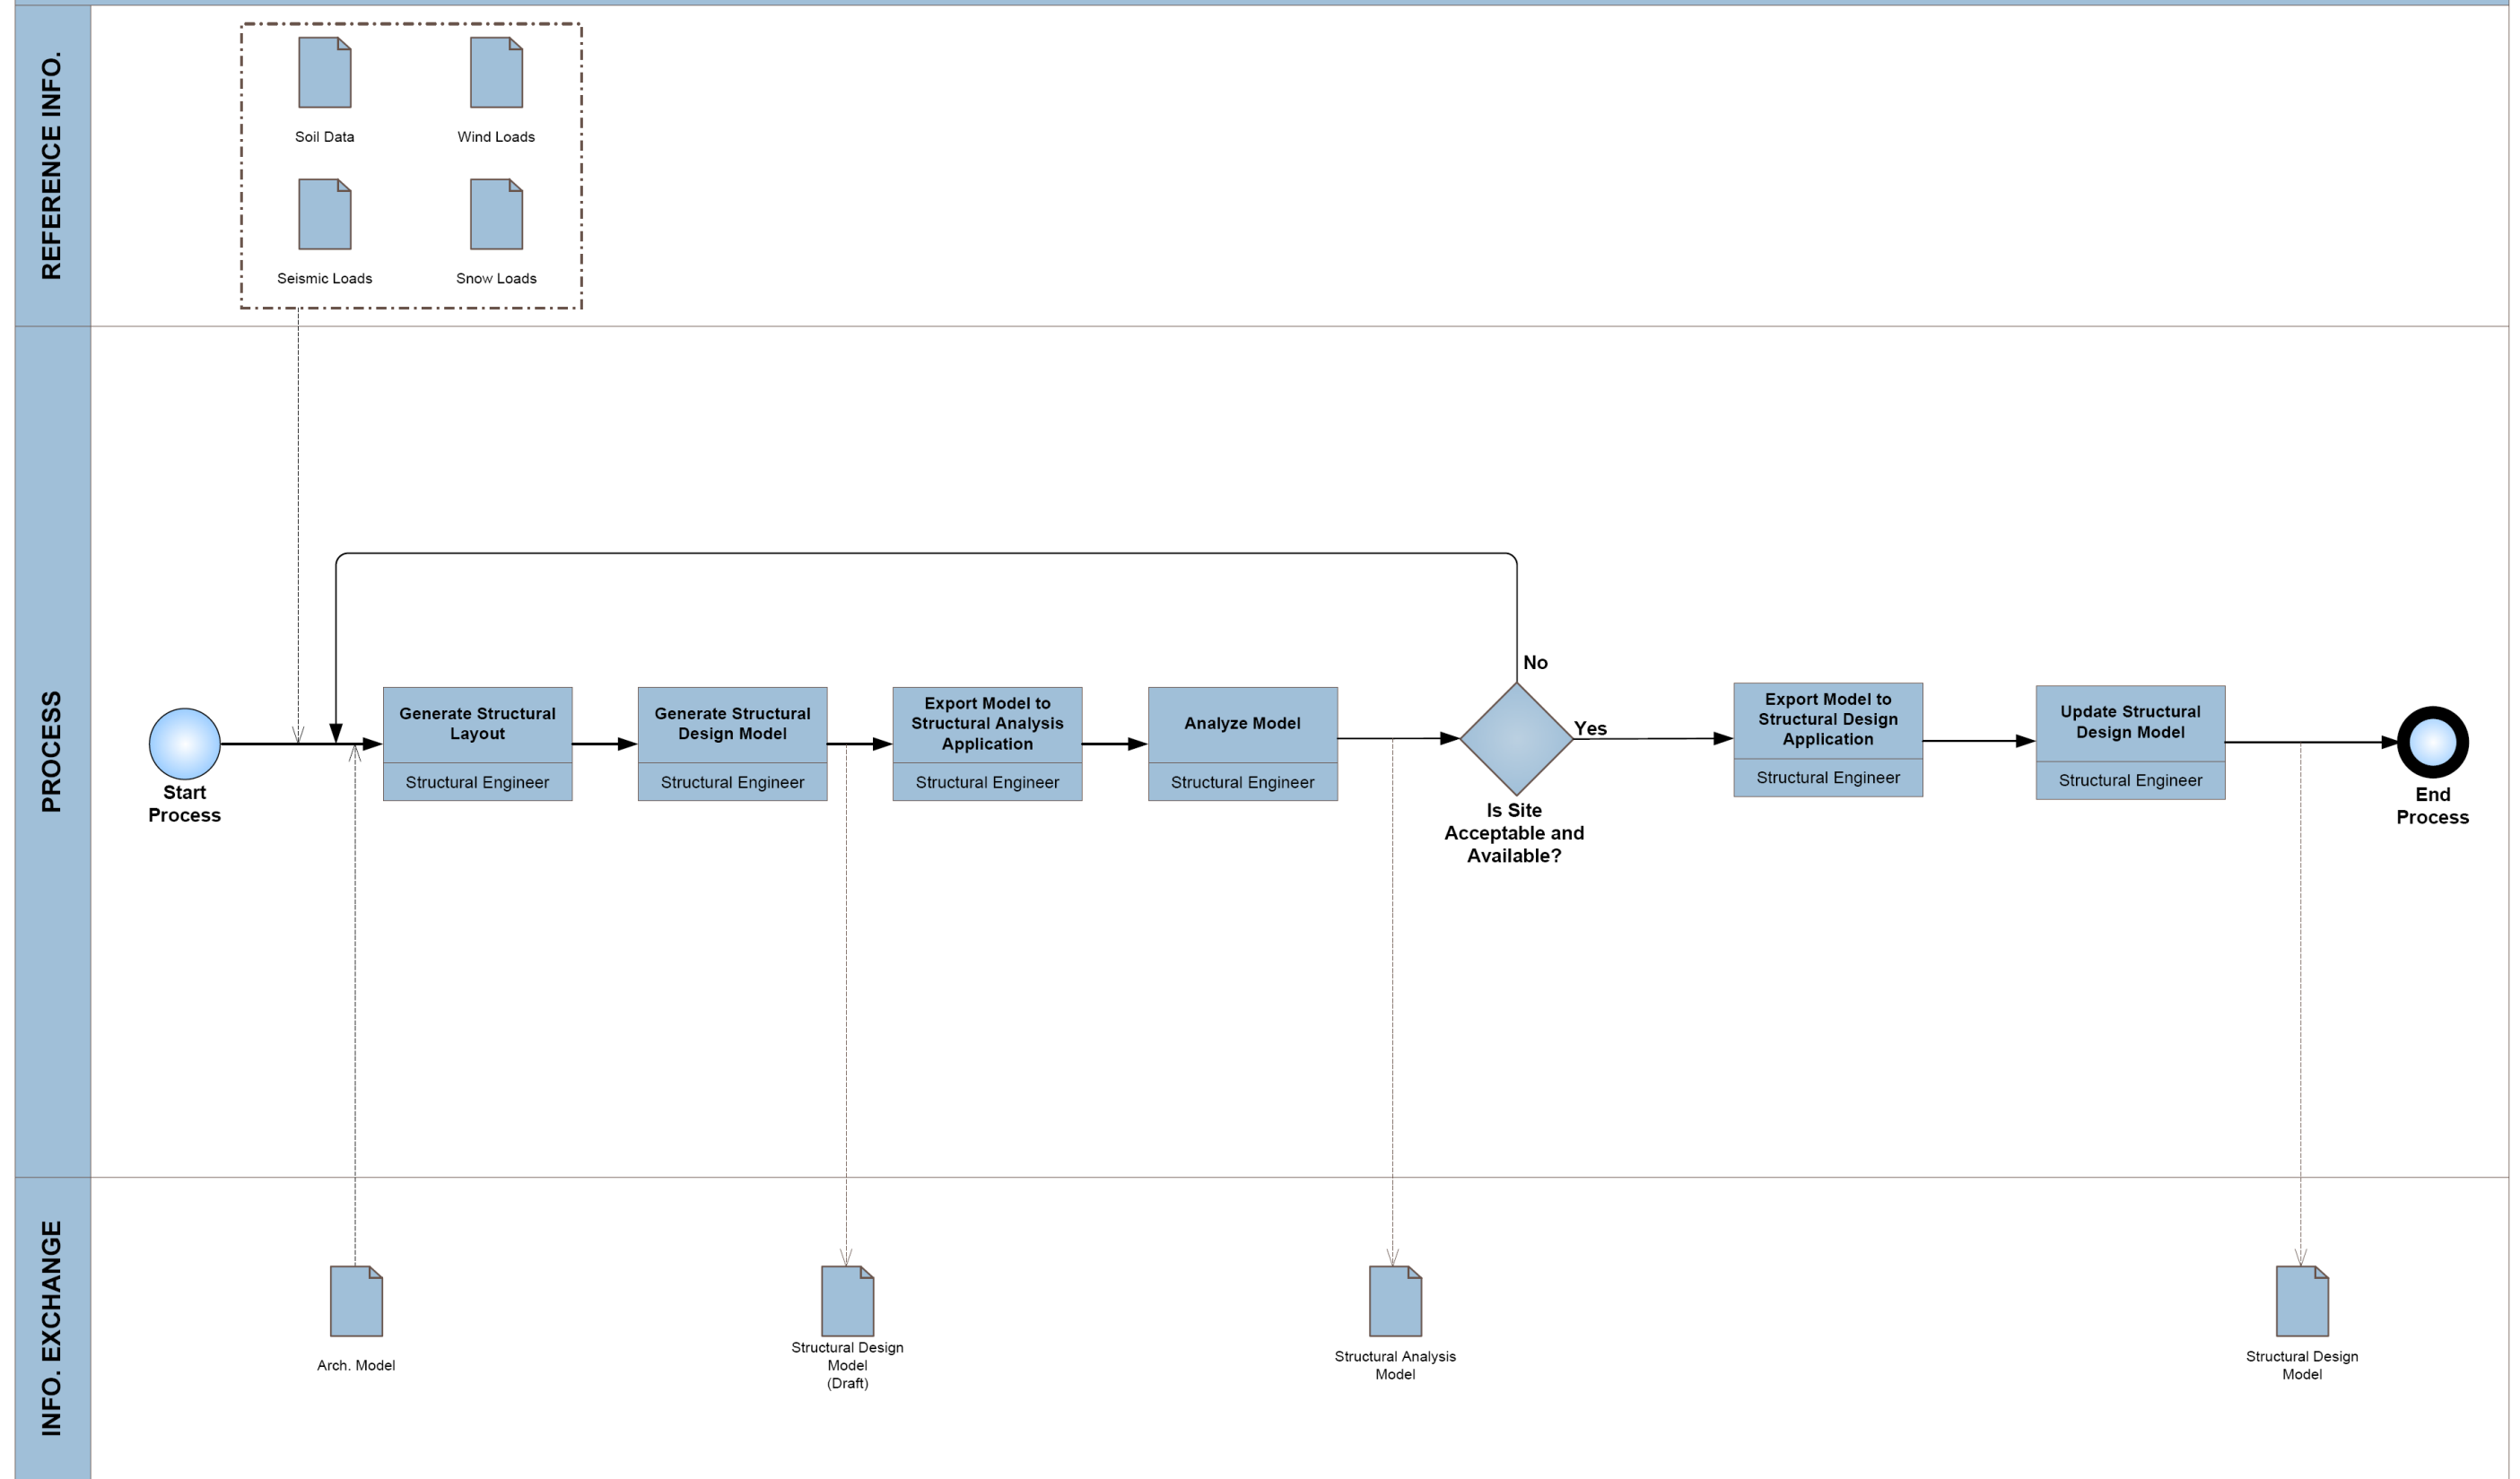 REFERENCE INFO.
Soil Data
Wind Loads
Seismic Loads
Snow Loads
PROCESS
Start
Process
Generate Structural
Layout
Structural Engineer
Generate Structural
Design Model
Structural Engineer
Export Model to
Structural Analysis
Application
Structural Engineer
Analyze Model
Structural Engineer
No
Yes
Is Site
Acceptable and
Available?
Export Model to
Structural Design
Application
Structural Engineer
Update Structural
Design Model
Structural Engineer
End
Process
INFO. EXCHANGE
Arch. Model
Structural Design
Model
(Draft)
Structural Analysis
Model
Structural Design
Model